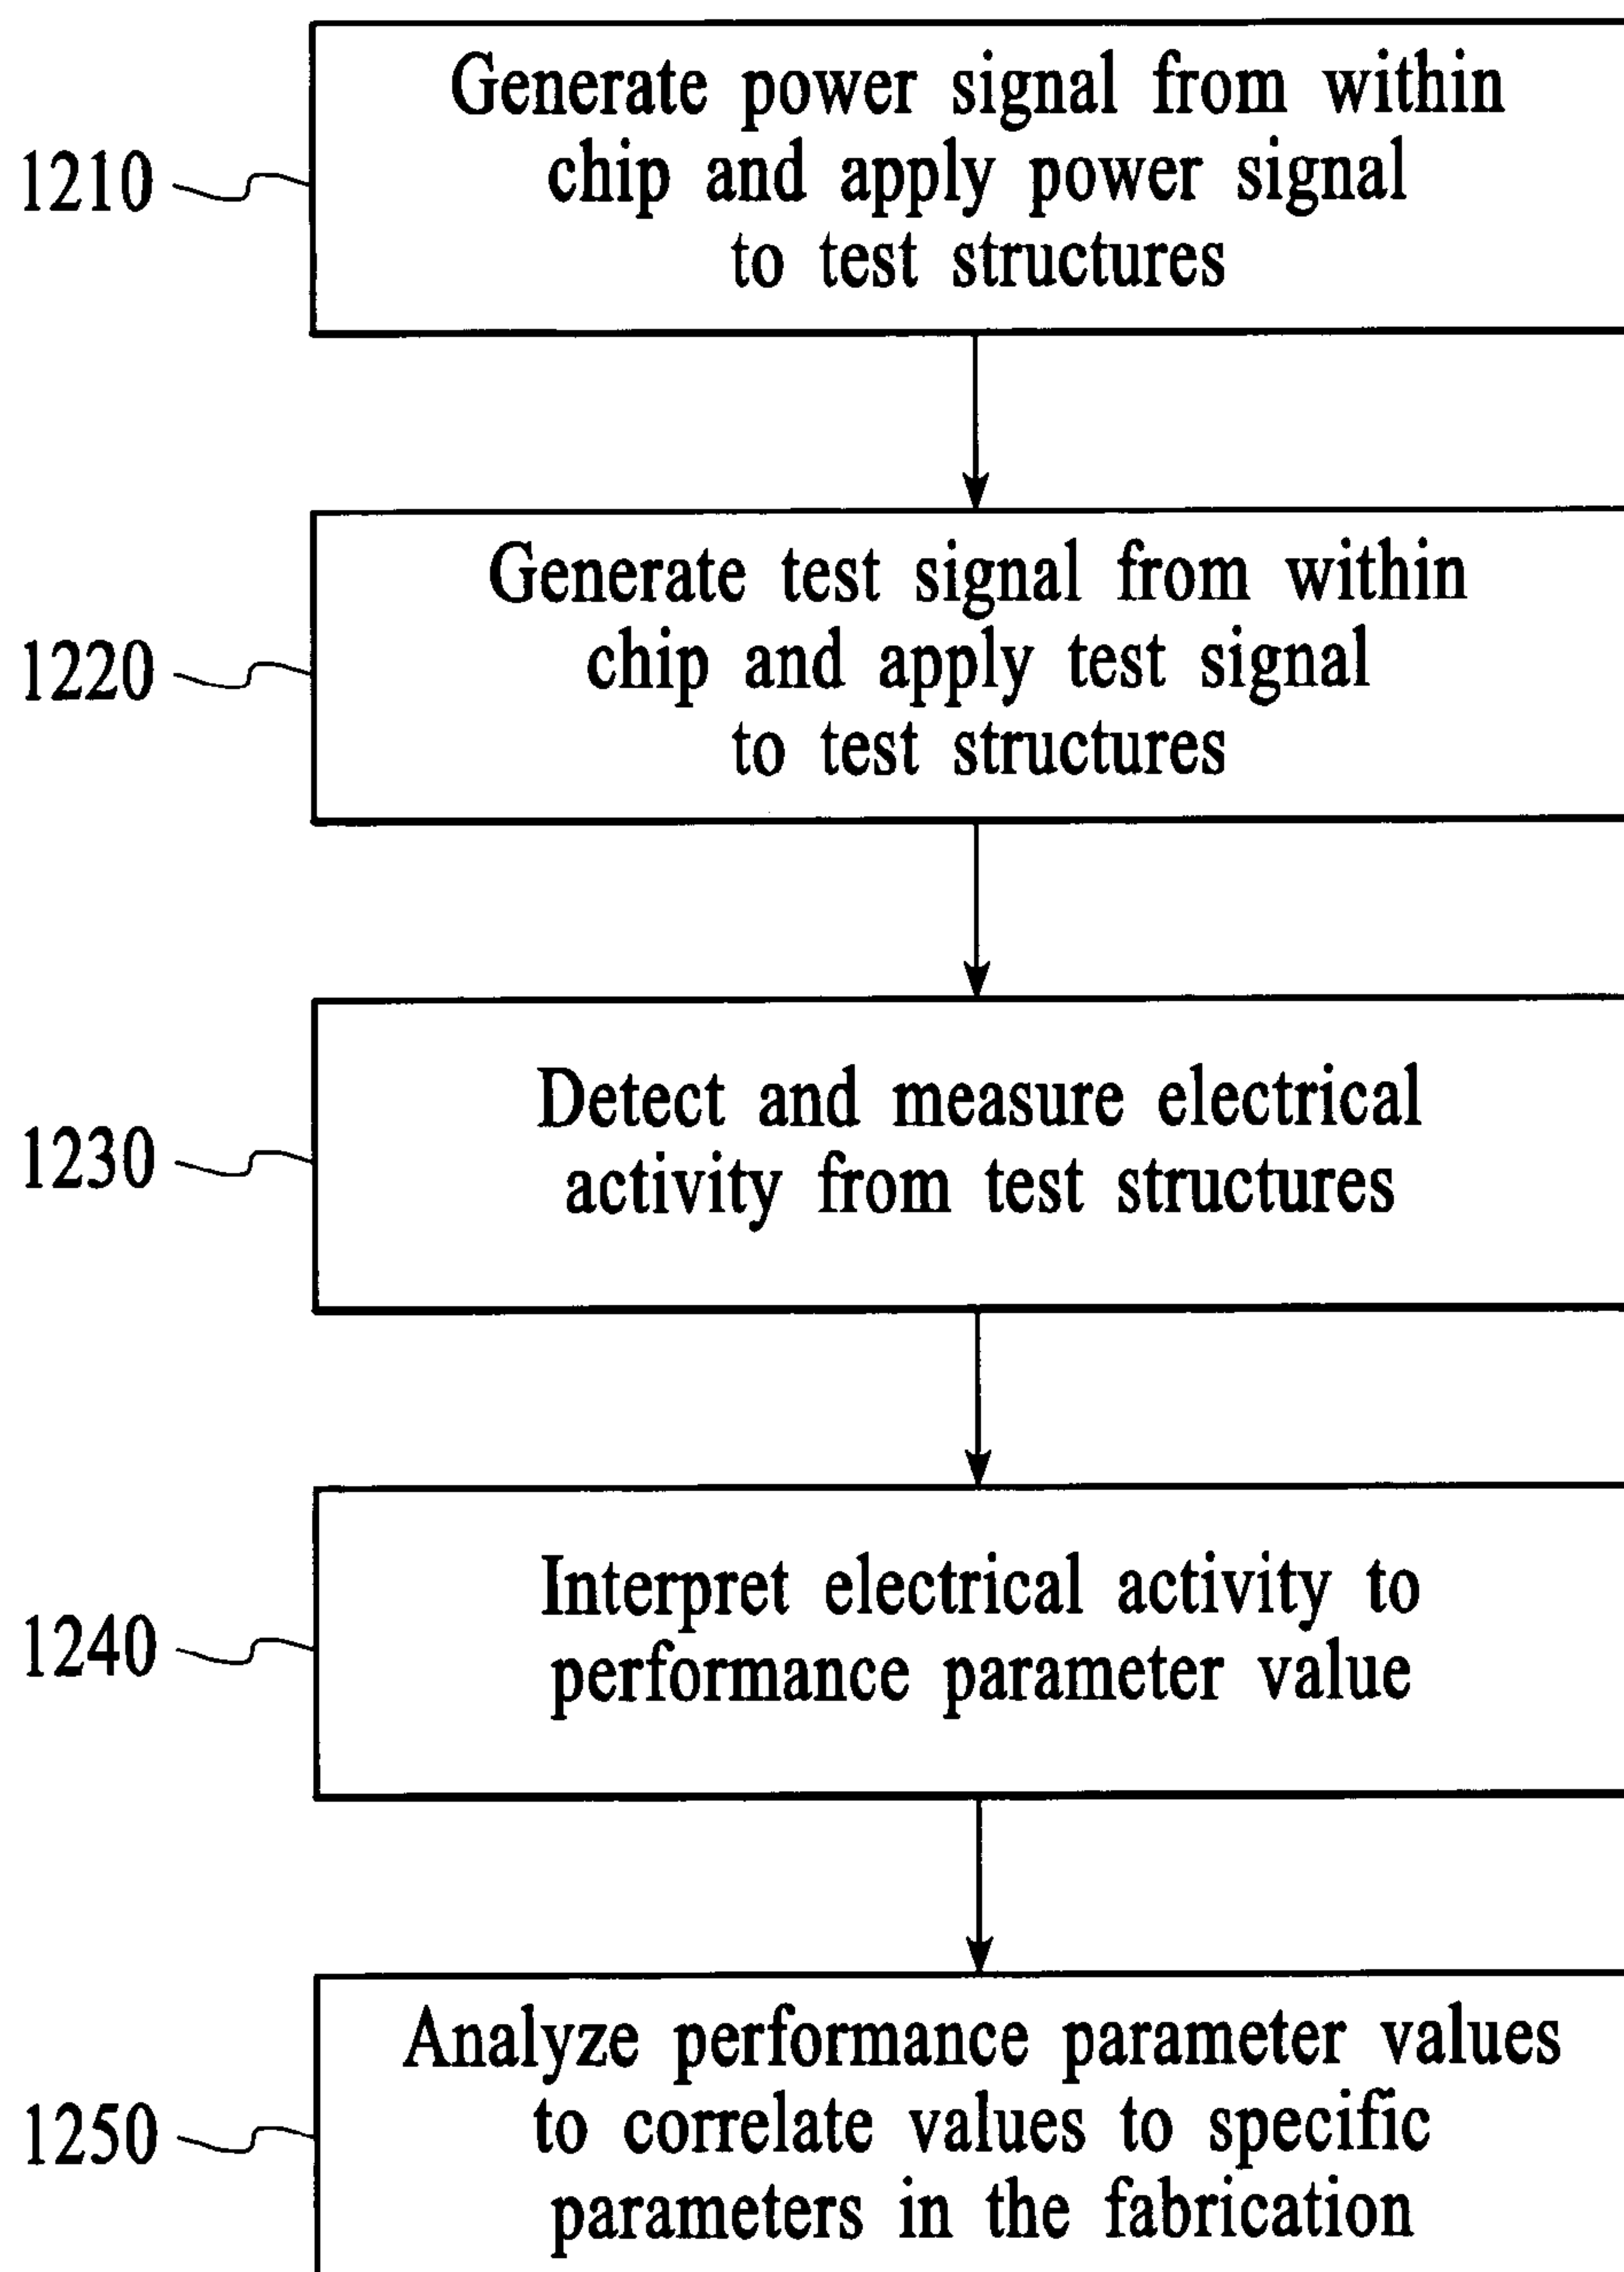 1210
Generate power signal from within
chip and apply power signal
to test structures
1220
Generate test signal from within
chip and apply test signal
to test structures
1230
Detect and measure electrical
activity from test structures
1240
Interpret electrical activity to
performance parameter value
1250
Analyze performance parameter values
to correlate values to specific
parameters in the fabrication